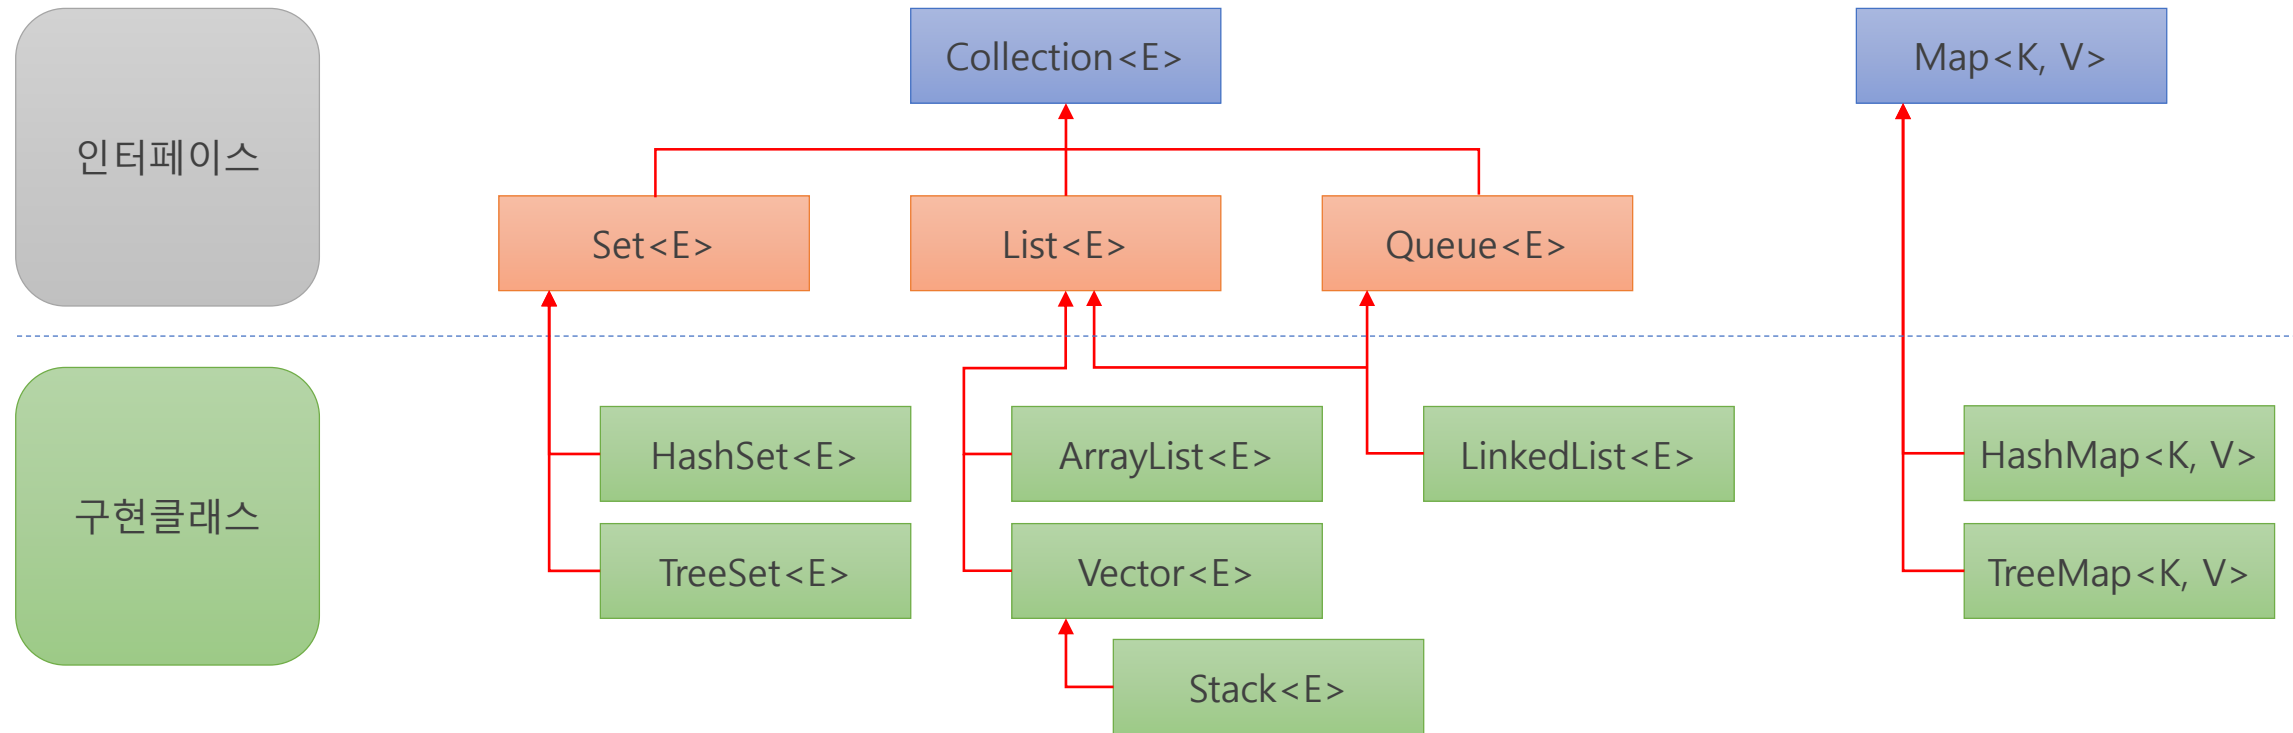 Collection<E>
Map<K, V>
인터페이스
Set<E>
List<E>
Queue<E>
HashSet<E>
ArrayList<E>
LinkedList<E>
HashMap<K, V>
구현클래스
TreeSet<E>
Vector<E>
TreeMap<K, V>
Stack<E>